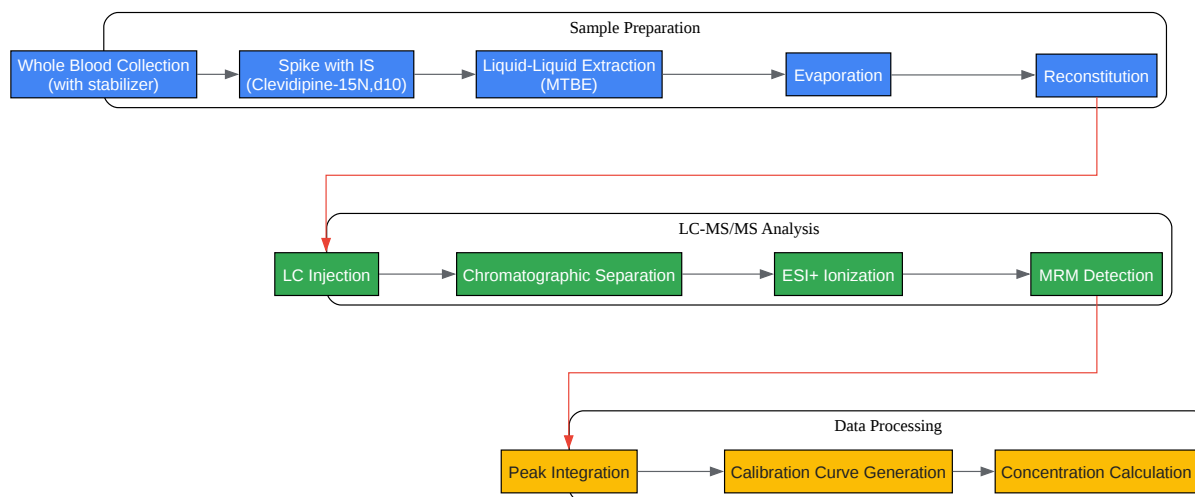 Sample Preparation
Whole Blood Collection
(with stabilizer)
Spike with IS
(Clevidipine-15N,d10)
Liquid-Liquid Extraction
(MTBE)
Evaporation
Reconstitution
LC-MS/MS Analysis
LC Injection
Chromatographic Separation
ESI+ Ionization
MRM Detection
Data Processing
Peak Integration
Calibration Curve Generation
Concentration Calculation